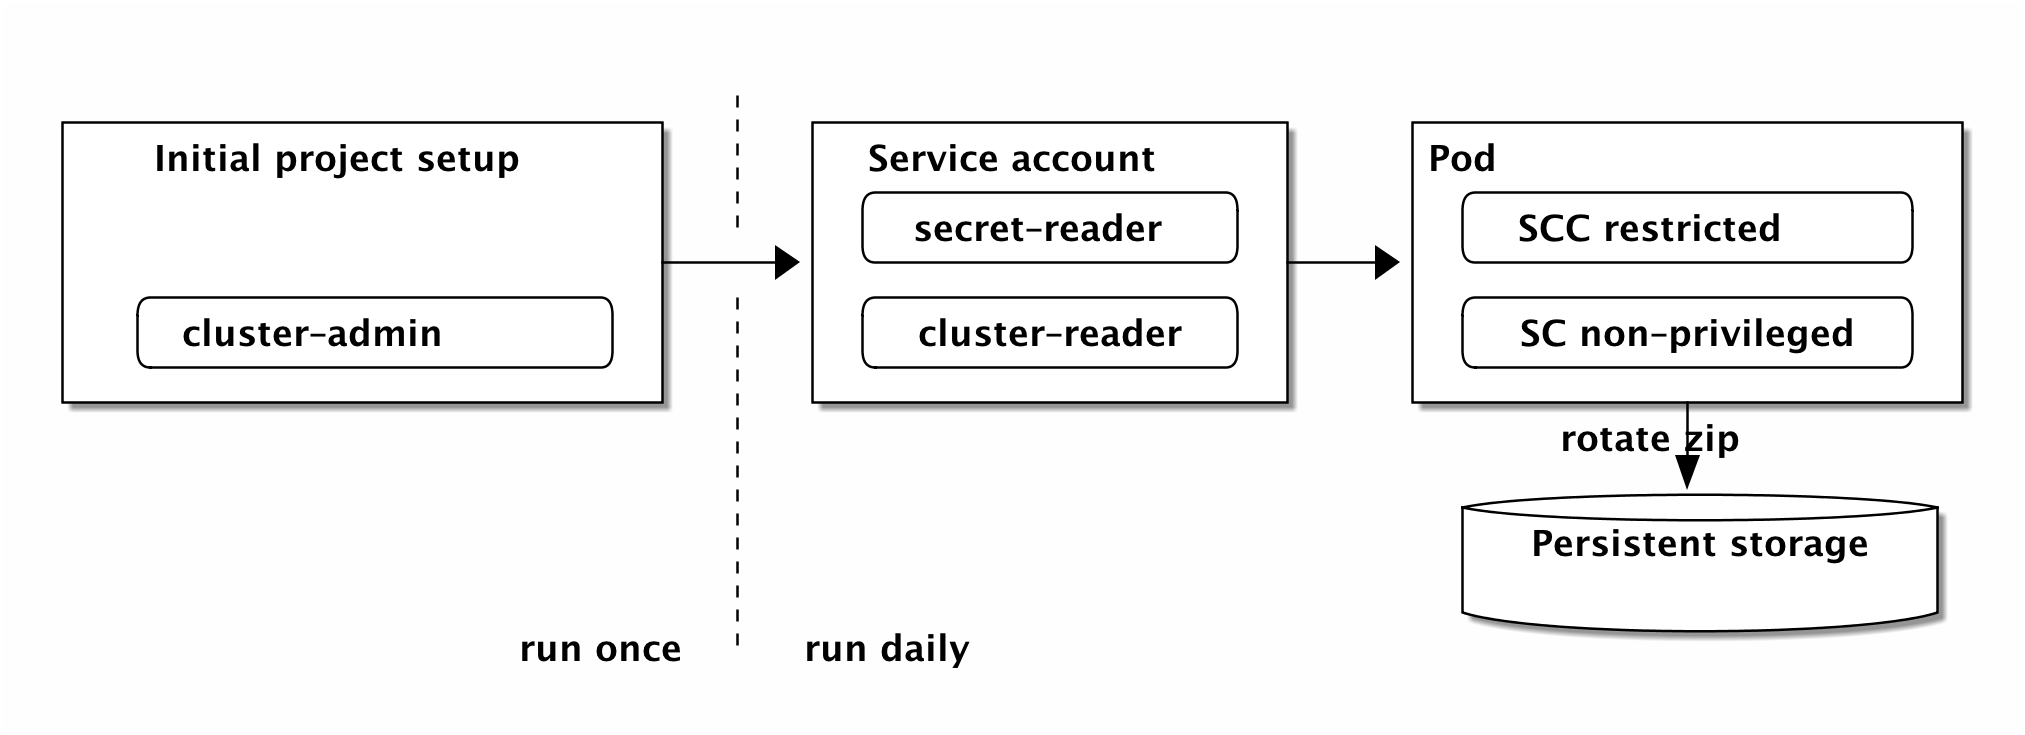 Initial project setup
cluster-admin
Service account
secret-reader
cluster-reader
Pod
SCC restricted
SC non-privileged
rotate zip
Persistent storage
run once
run daily